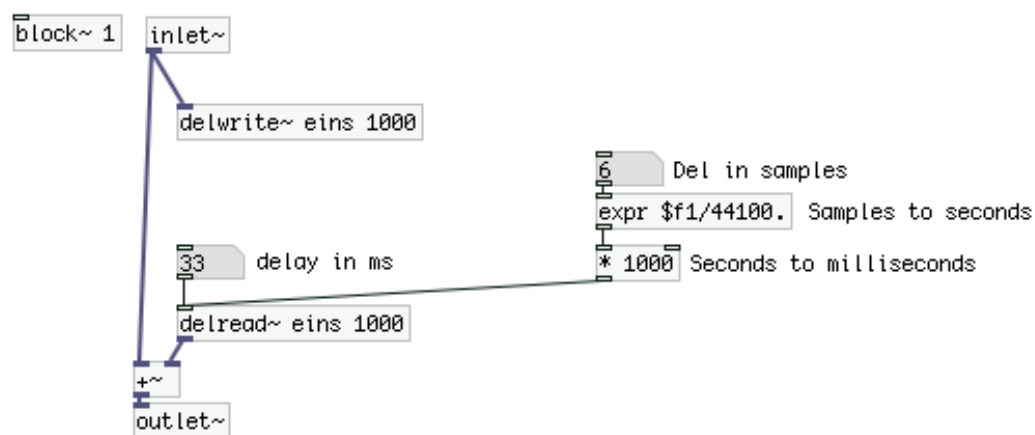 block~ 1
inlet~
delwrite~ eins 1000
6
Del in samples
expr $f1/44100.
Samples to seconds
33
delay in ms
* 1000
Seconds to milliseconds
delread~ eins 1000
+~
outlet~